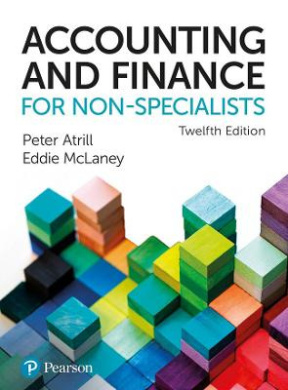 ACCOUNTING
AND FINANCE
FOR NON-SPECIALISTS
Twelfth Edition
Peter Atrill
Eddie McLaney
Pearson